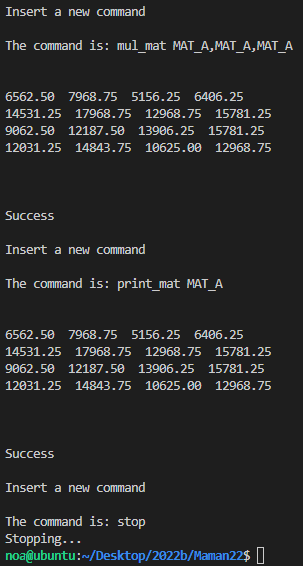 Insert a new command
The command is: mul_mat MAT_A,MAT_A,MAT_A
6562.50 7968.75 5156.25 6406.25
14531.25 17968.75 12968.75 15781.25
9062.50 12187.50 13906.25 15781.25
12031.25 14843.75 10625.00 12968.75
Success
Insert a new command
The command is: print_mat MAT_A
6562.50 7968.75 5156.25 6406.25
14531.25 17968.75 12968.75 15781.25
9062.50 12187.50 13906.25 15781.25
12031.25 14843.75 10625.00 12968.75
Success
Insert a new command
The command is: stop
Stopping...
noa@ubuntu:~/Desktop/2022b/Maman22$